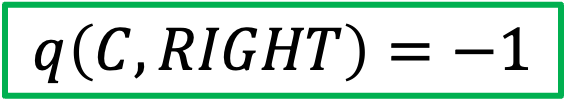 q(C, RIGHT) = −1